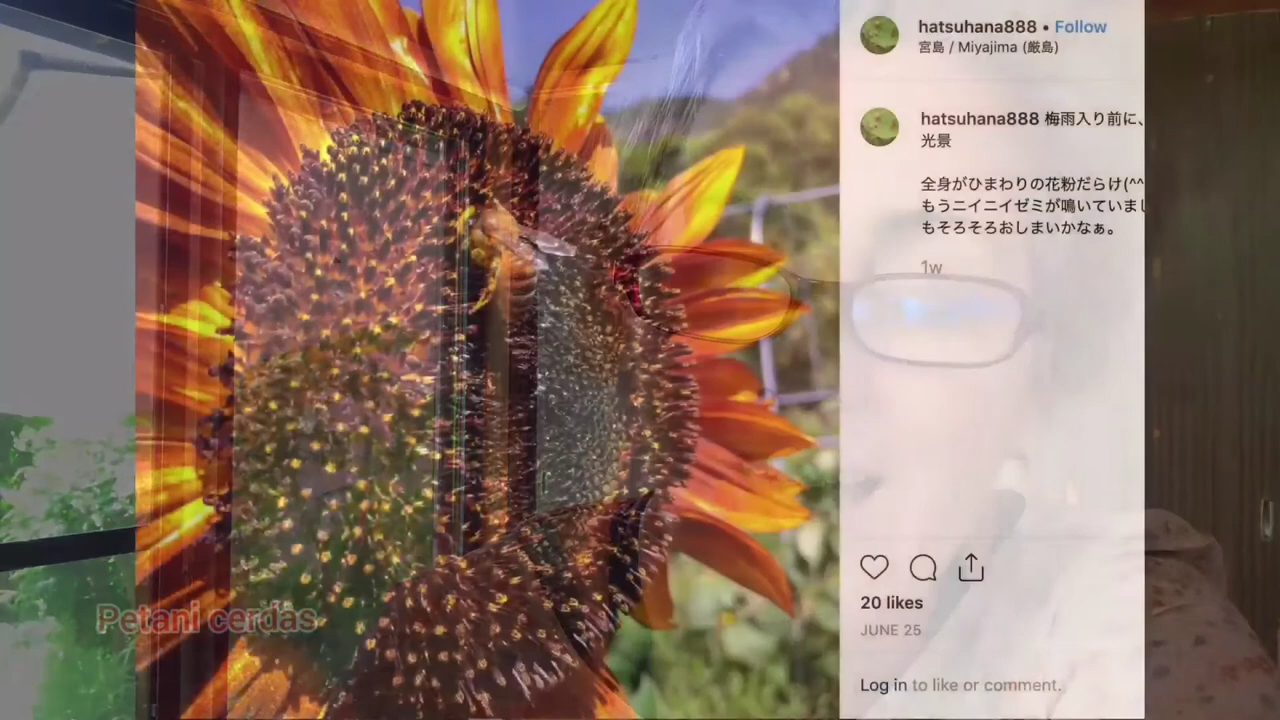 hatsuhana888 • Follow
宮島 / Miyajima (厳島)
hatsuhana888 梅雨入り前に、
光景
全身がひまわりの花粉だらけ(^^
もうニイニイゼミが鳴いていまし
もそろそろおしまいかなぁ。
1w
20 likes
JUNE 25
Log in to like or comment.
Petani cerdas